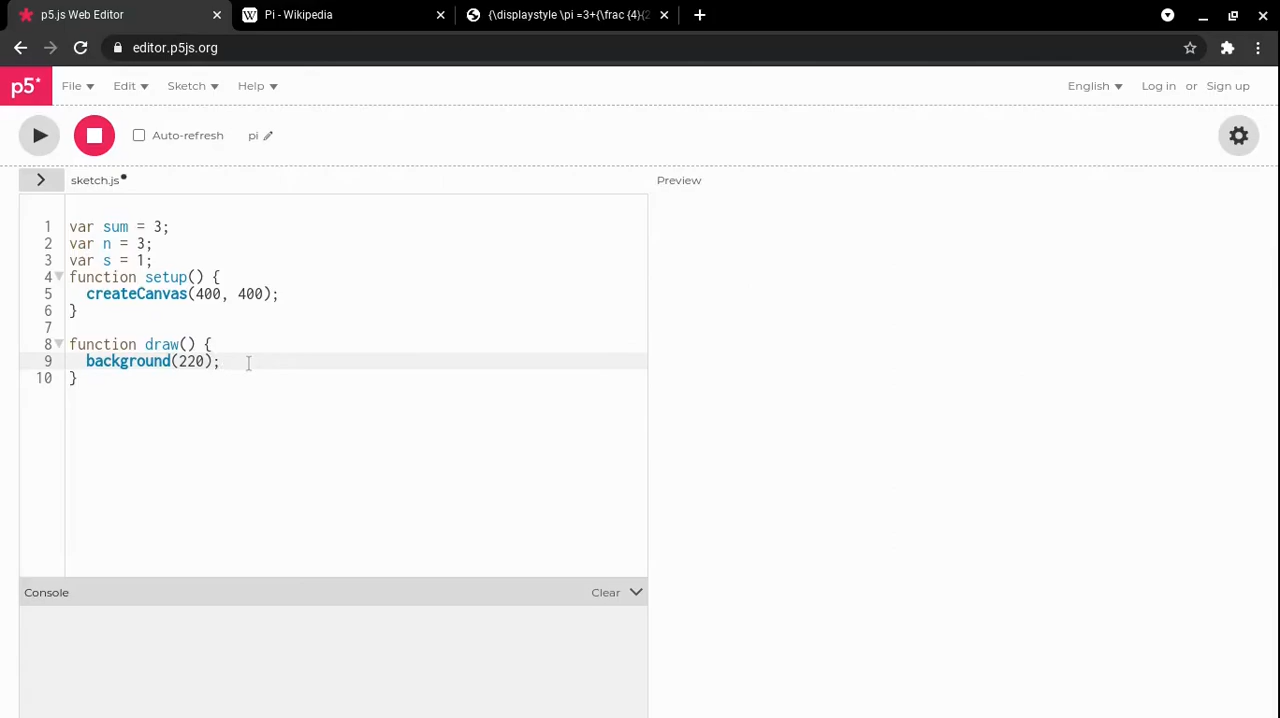 p5.js Web Editor
Pi - Wikipedia
{\displaystyle \pi =3+{\frac {4}{2
editor.p5js.org
p5*
File
Edit
Sketch
Help
English
Log in or Sign up
Auto-refresh
pi
sketch.js
Preview
1 var sum = 3;
2 var n = 3;
3 var s = 1;
4 function setup() {
5 createCanvas(400, 400);
6 }
7
8 function draw() {
9 background(220);
10 }
Console
Clear